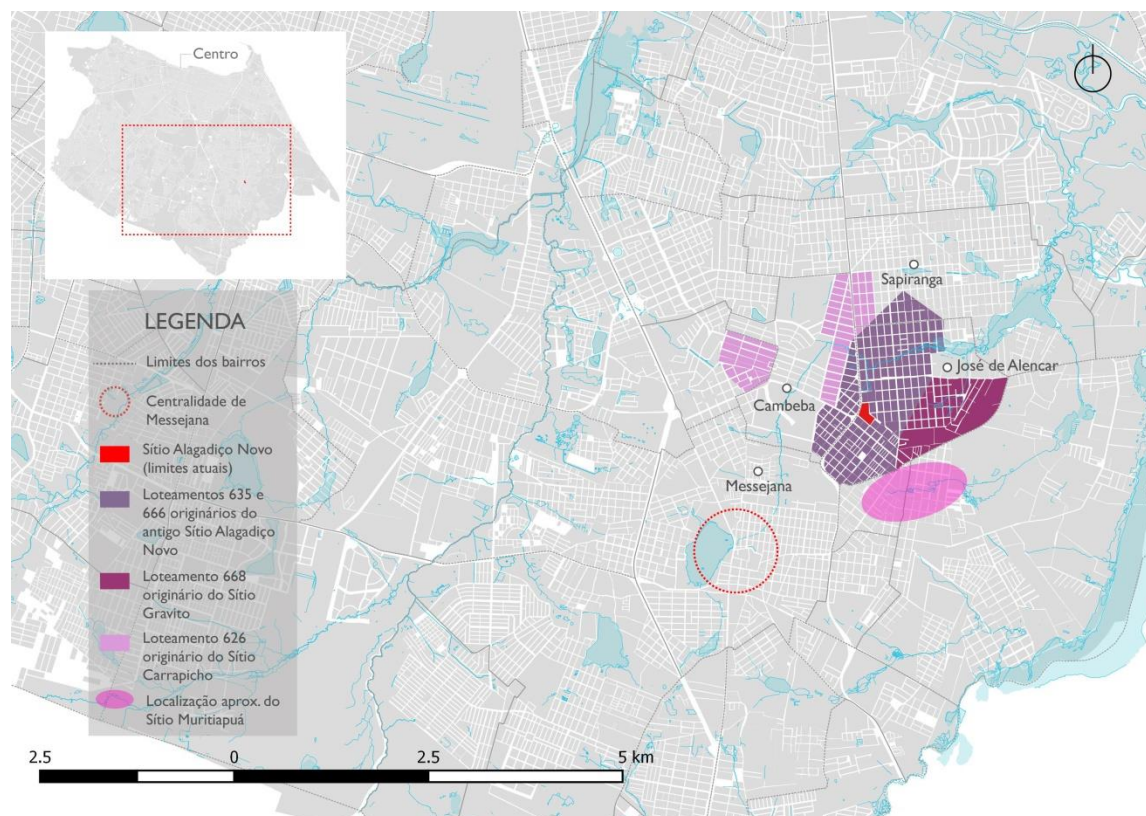 Centro
LEGENDA
Limites dos bairros
Centralidade de
Messejana
Sítio Alagadiço Novo
(limites atuais)
Loteamentos 635 e
666 originários do
antigo Sítio Alagadiço
Novo
Loteamento 668
originário do Sítio
Gravito
Loteamento 626
originário do Sítio
Carrapicho
Localização aprox. do
Sítio Muritiapuá
Sapiranga
José de Alencar
Cambeba
Messejana
2.5 0 2.5 5 km